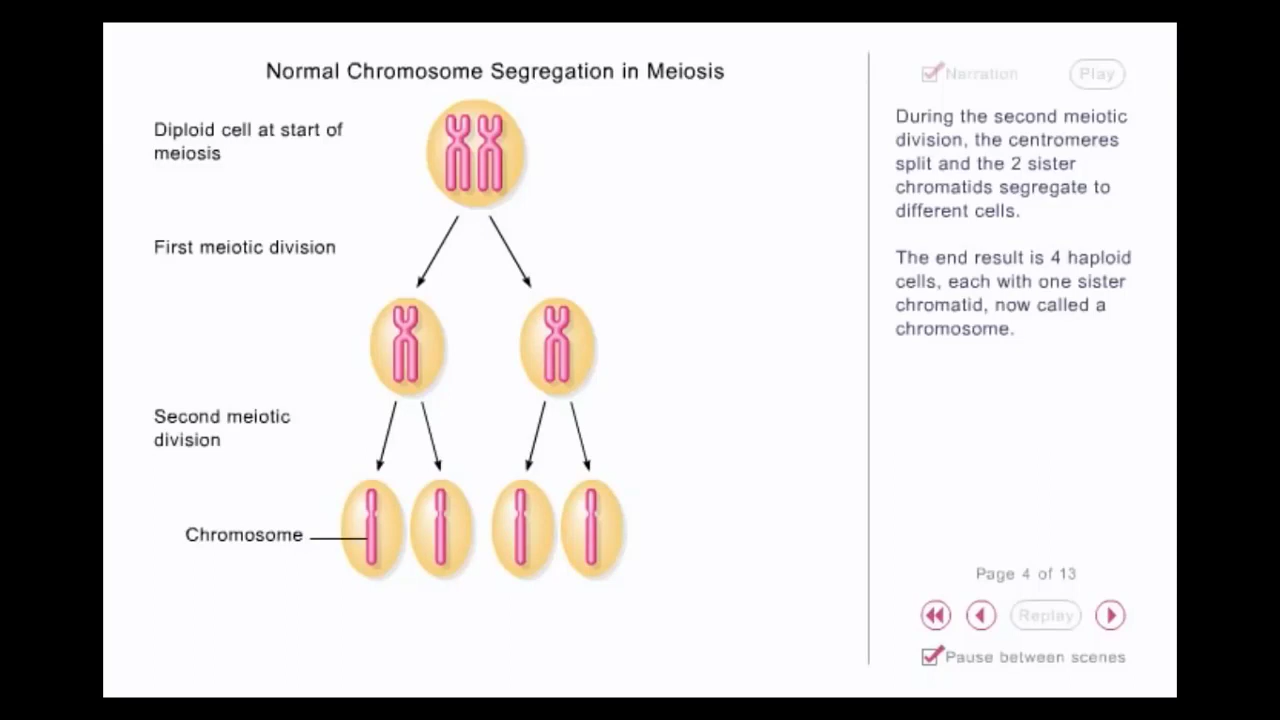 Normal Chromosome Segregation in Meiosis
Diploid cell at start of
meiosis
First meiotic division
Second meiotic
division
Chromosome
Narration
Play
During the second meiotic
division, the centromeres
split and the 2 sister
chromatids segregate to
different cells.
The end result is 4 haploid
cells, each with one sister
chromatid, now called a
chromosome.
Page 4 of 13
Replay
Pause between scenes